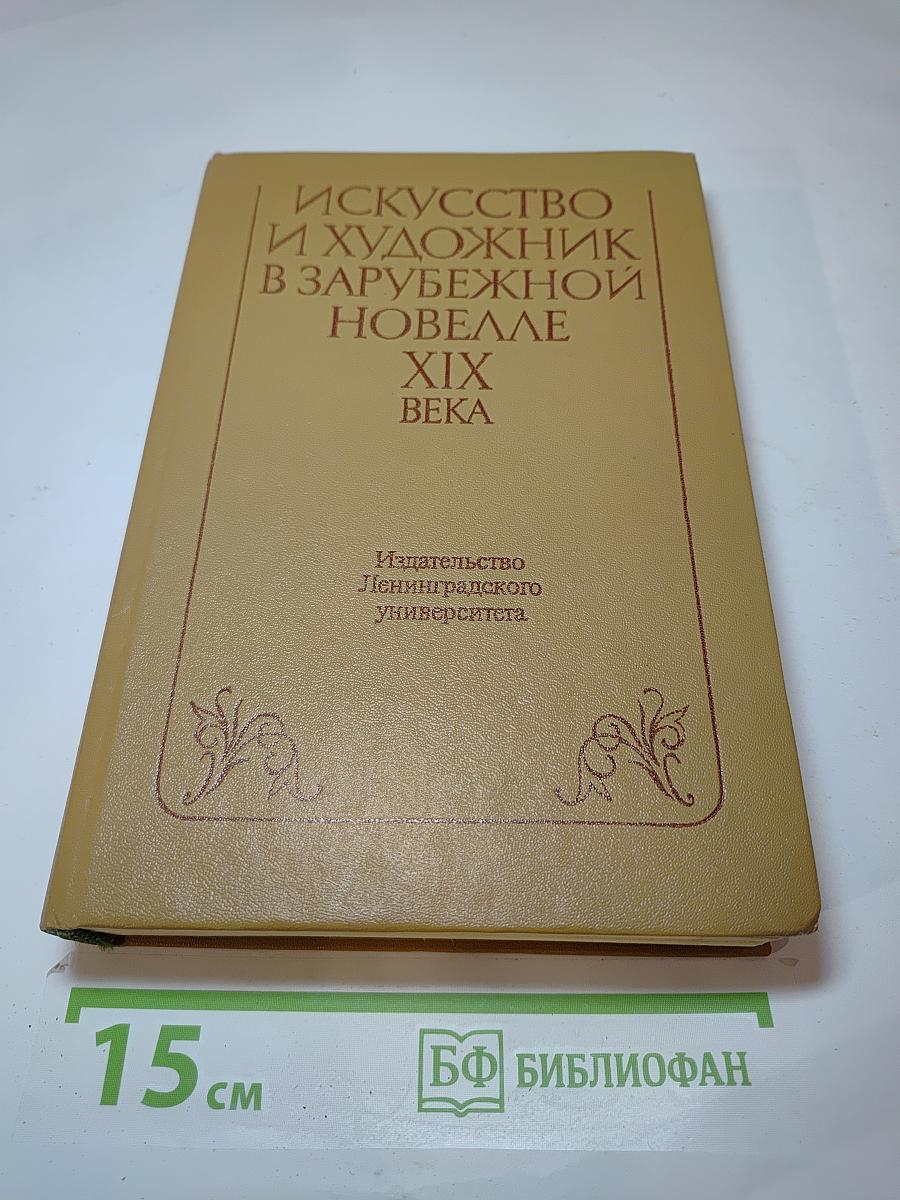 ИСКУССТВО
И ХУДОЖНИК
В ЗАРУБЕЖНОЙ
НОВЕЛЛЕ
XIX
ВЕКА
Издательство
Ленинградского
университета
15 см
БФ БИБЛИОФАН